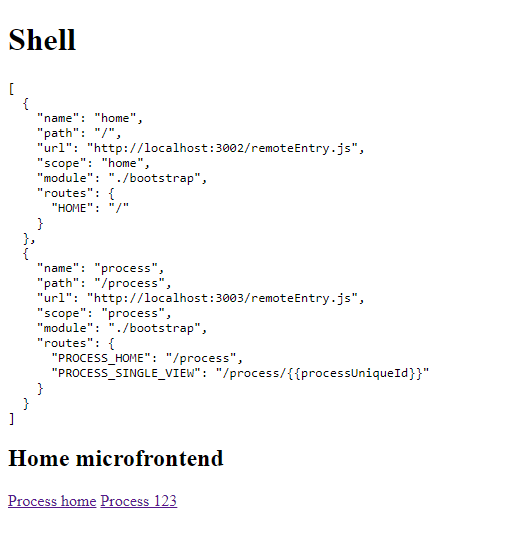 Shell
[
  {
    "name": "home",
    "path": "/",
    "url": "http://localhost:3002/remoteEntry.js",
    "scope": "home",
    "module": "./bootstrap",
    "routes": {
      "HOME": "/"
    }
  },
  {
    "name": "process",
    "path": "/process",
    "url": "http://localhost:3003/remoteEntry.js",
    "scope": "process",
    "module": "./bootstrap",
    "routes": {
      "PROCESS_HOME": "/process",
      "PROCESS_SINGLE_VIEW": "/process/{{processUniqueId}}"
    }
  }
]
Home microfrontend
Process home Process 123